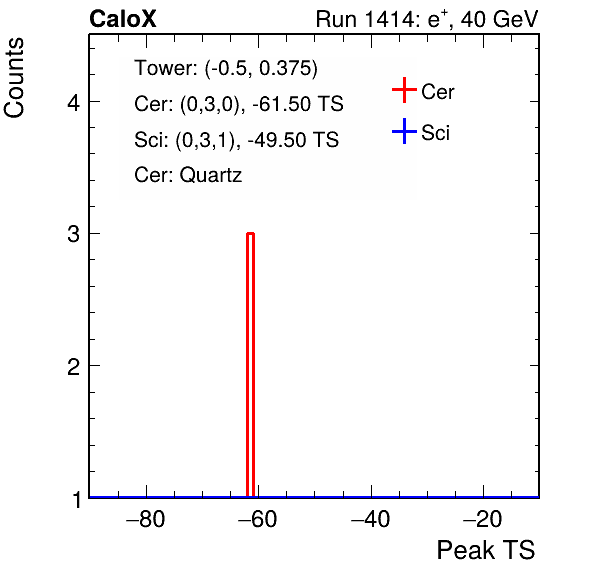 CaloX Run 1414: e+, 40 GeV
Counts
Tower: (-0.5, 0.375)
Cer: (0,3,0), -61.50 TS
Sci: (0,3,1), -49.50 TS
Cer: Quartz
Cer
Sci
4
3
2
1
−80 −60 −40 −20
Peak TS